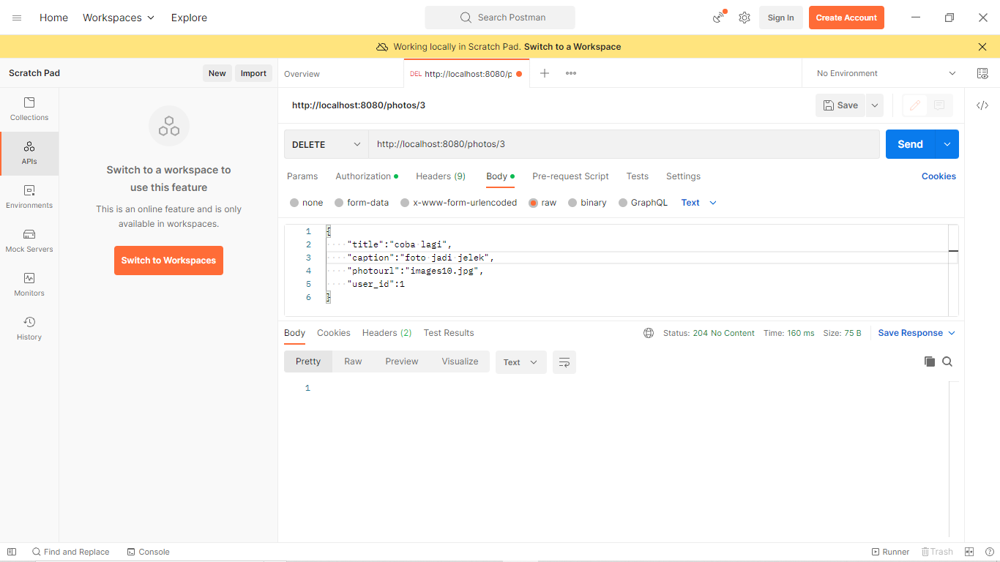 Home Workspaces Explore Search Postman Sign In Create Account
Working locally in Scratch Pad. Switch to a Workspace
Scratch Pad New Import Overview DEL http://localhost:8080/p No Environment
http://localhost:8080/photos/3 Save
Collections
APIs
Environments
Mock Servers
Monitors
History
Switch to a workspace to
use this feature
This is an online feature and is only
available in workspaces.
Switch to Workspaces
DELETE http://localhost:8080/photos/3 Send
Params Authorization Headers (9) Body Pre-request Script Tests Settings Cookies
none form-data x-www-form-urlencoded raw binary GraphQL Text
1 {
2 "title":"coba lagi",
3 "caption":"foto jadi jelek",
4 "photourl":"images10.jpg",
5 "user_id":1
6 }
Body Cookies Headers (2) Test Results Status: 204 No Content Time: 160 ms Size: 75 B Save Response
Pretty Raw Preview Visualize Text
1
Find and Replace Console Runner Trash